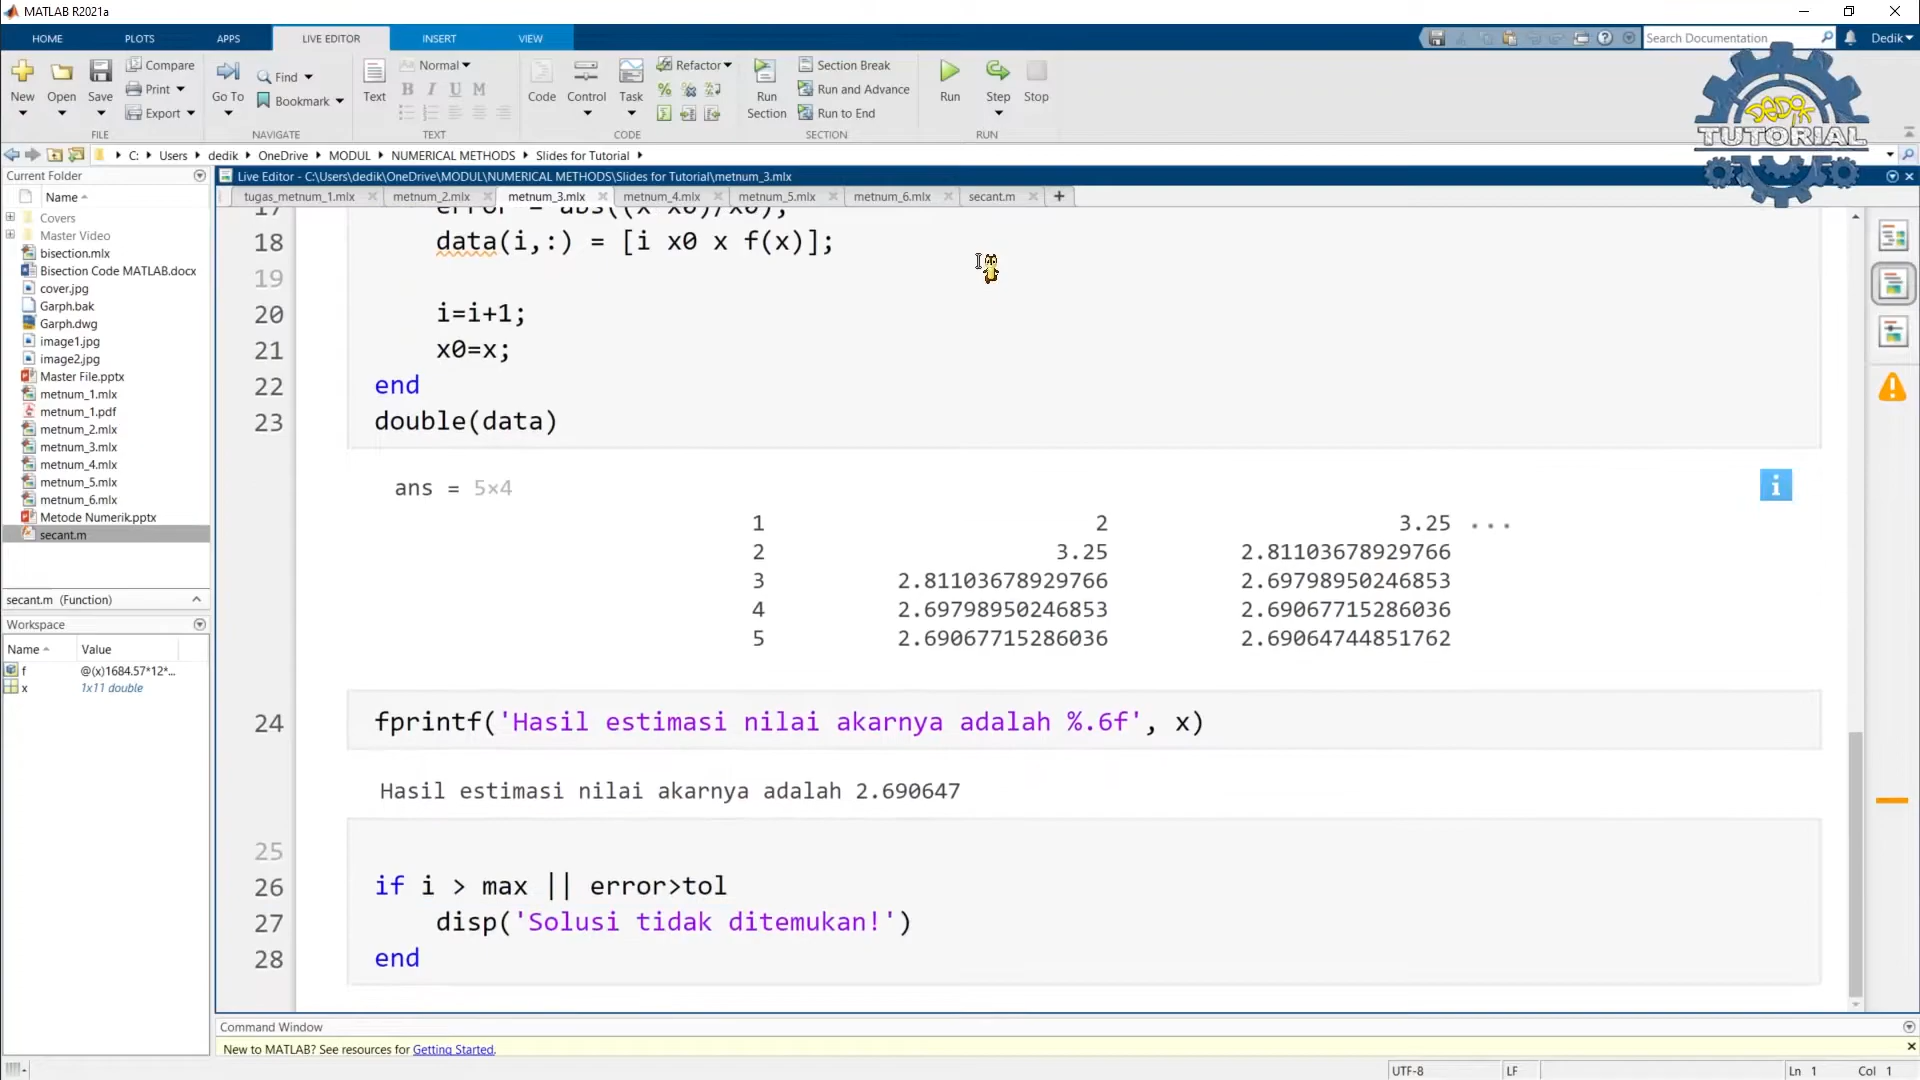 MATLAB R2021a
HOME PLOTS APPS LIVE EDITOR INSERT VIEW
Search Documentation Dedik
New Open Save Compare Print Export
Go To Find Bookmark
Text Normal B I U M
Code Control Task Refactor
Run Section Section Break Run and Advance Run to End
Run Step Stop
FILE NAVIGATE TEXT CODE SECTION RUN
Dedik
TUTORIAL
C: Users dedik OneDrive MODUL NUMERICAL METHODS Slides for Tutorial
Current Folder
Live Editor - C:\Users\dedik\OneDrive\MODUL\NUMERICAL METHODS\Slides for Tutorial\metnum_3.mlx
tugas_metnum_1.mlx metnum_2.mlx metnum_3.mlx metnum_4.mlx metnum_5.mlx metnum_6.mlx secant.m
Name
Covers
Master Video
bisection.mlx
Bisection Code MATLAB.docx
cover.jpg
Garph.bak
Garph.dwg
image1.jpg
image2.jpg
Master File.pptx
metnum_1.mlx
metnum_1.pdf
metnum_2.mlx
metnum_3.mlx
metnum_4.mlx
metnum_5.mlx
metnum_6.mlx
Metode Numerik.pptx
secant.m
secant.m (Function)
Workspace
Name Value
f @(x)1684.57*12*...
x 1x11 double
18 data(i,:) = [i x0 x f(x)];
19
20 i=i+1;
21 x0=x;
22 end
23 double(data)
ans = 5×4
1 2 3.25 ...
2 3.25 2.81103678929766
3 2.81103678929766 2.69798950246853
4 2.69798950246853 2.69067715286036
5 2.69067715286036 2.69064744851762
24 fprintf('Hasil estimasi nilai akarnya adalah %.6f', x)
Hasil estimasi nilai akarnya adalah 2.690647
25
26 if i > max || error>tol
27 disp('Solusi tidak ditemukan!')
28 end
Command Window
New to MATLAB? See resources for Getting Started.
UTF-8 LF Ln 1 Col 1